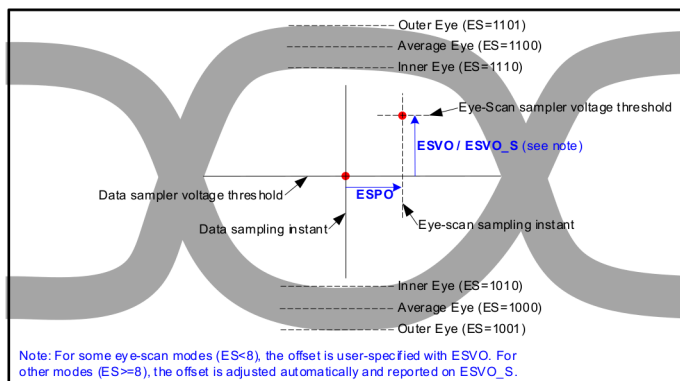 Outer Eye (ES=1101)
Average Eye (ES=1100)
Inner Eye (ES=1110)
Eye-Scan sampler voltage threshold
ESVO / ESVO_S (see note)
Data sampler voltage threshold
ESPO
Data sampling instant
Eye-scan sampling instant
Inner Eye (ES=1010)
Average Eye (ES=1000)
Outer Eye (ES=1001)
Note: For some eye-scan modes (ES<8), the offset is user-specified with ESVO. For
other modes (ES>=8), the offset is adjusted automatically and reported on ESVO_S.